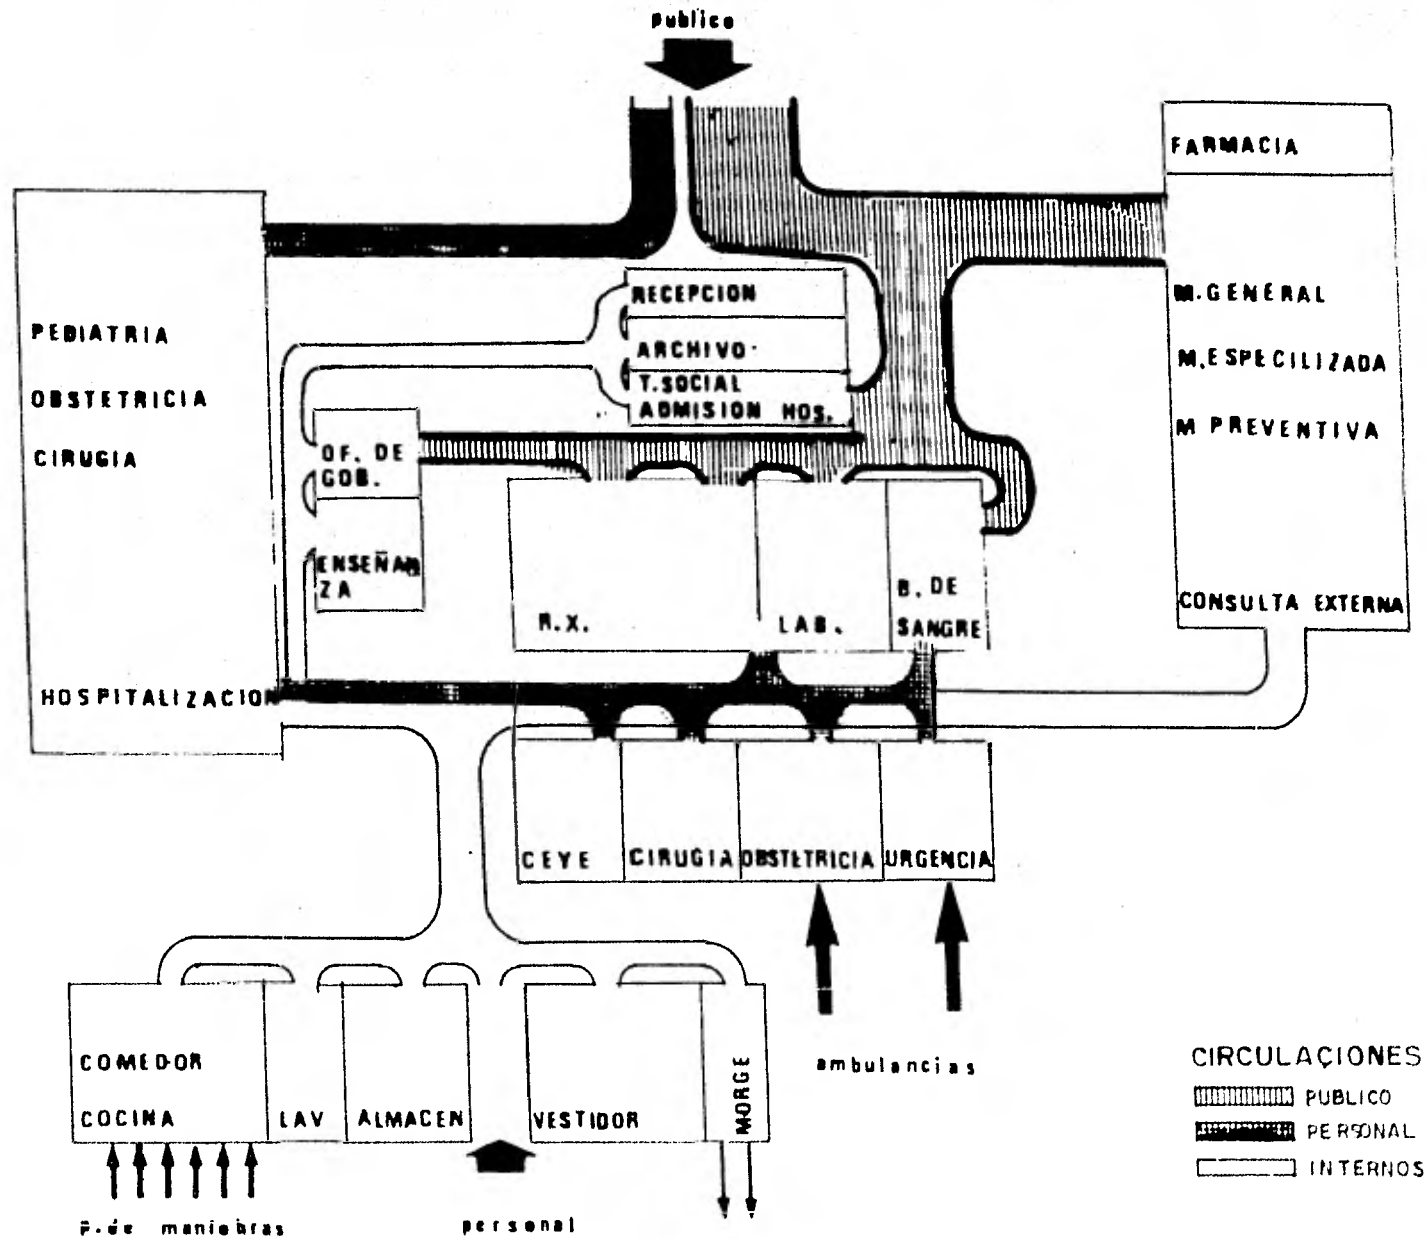 publico
FARMACIA
M.GENERAL
M.ESPECILIZADA
M PREVENTIVA
CONSULTA EXTERNA
PEDIATRIA
OBSTETRICIA
CIRUGIA
HOSPITALIZACION
RECEPCION
ARCHIVO
T.SOCIAL
ADMISION HOS.
OF. DE
GOB.
ENSEÑAN
ZA
R.X.
LAB.
B. DE
SANGRE
CEYE
CIRUGIA
OBSTETRICIA
URGENCIA
ambulancias
COMEDOR
COCINA
LAV
ALMACEN
VESTIDOR
MORGE
P. de maniobras
personal
CIRCULACIONES
PUBLICO
PERSONAL
INTERNOS